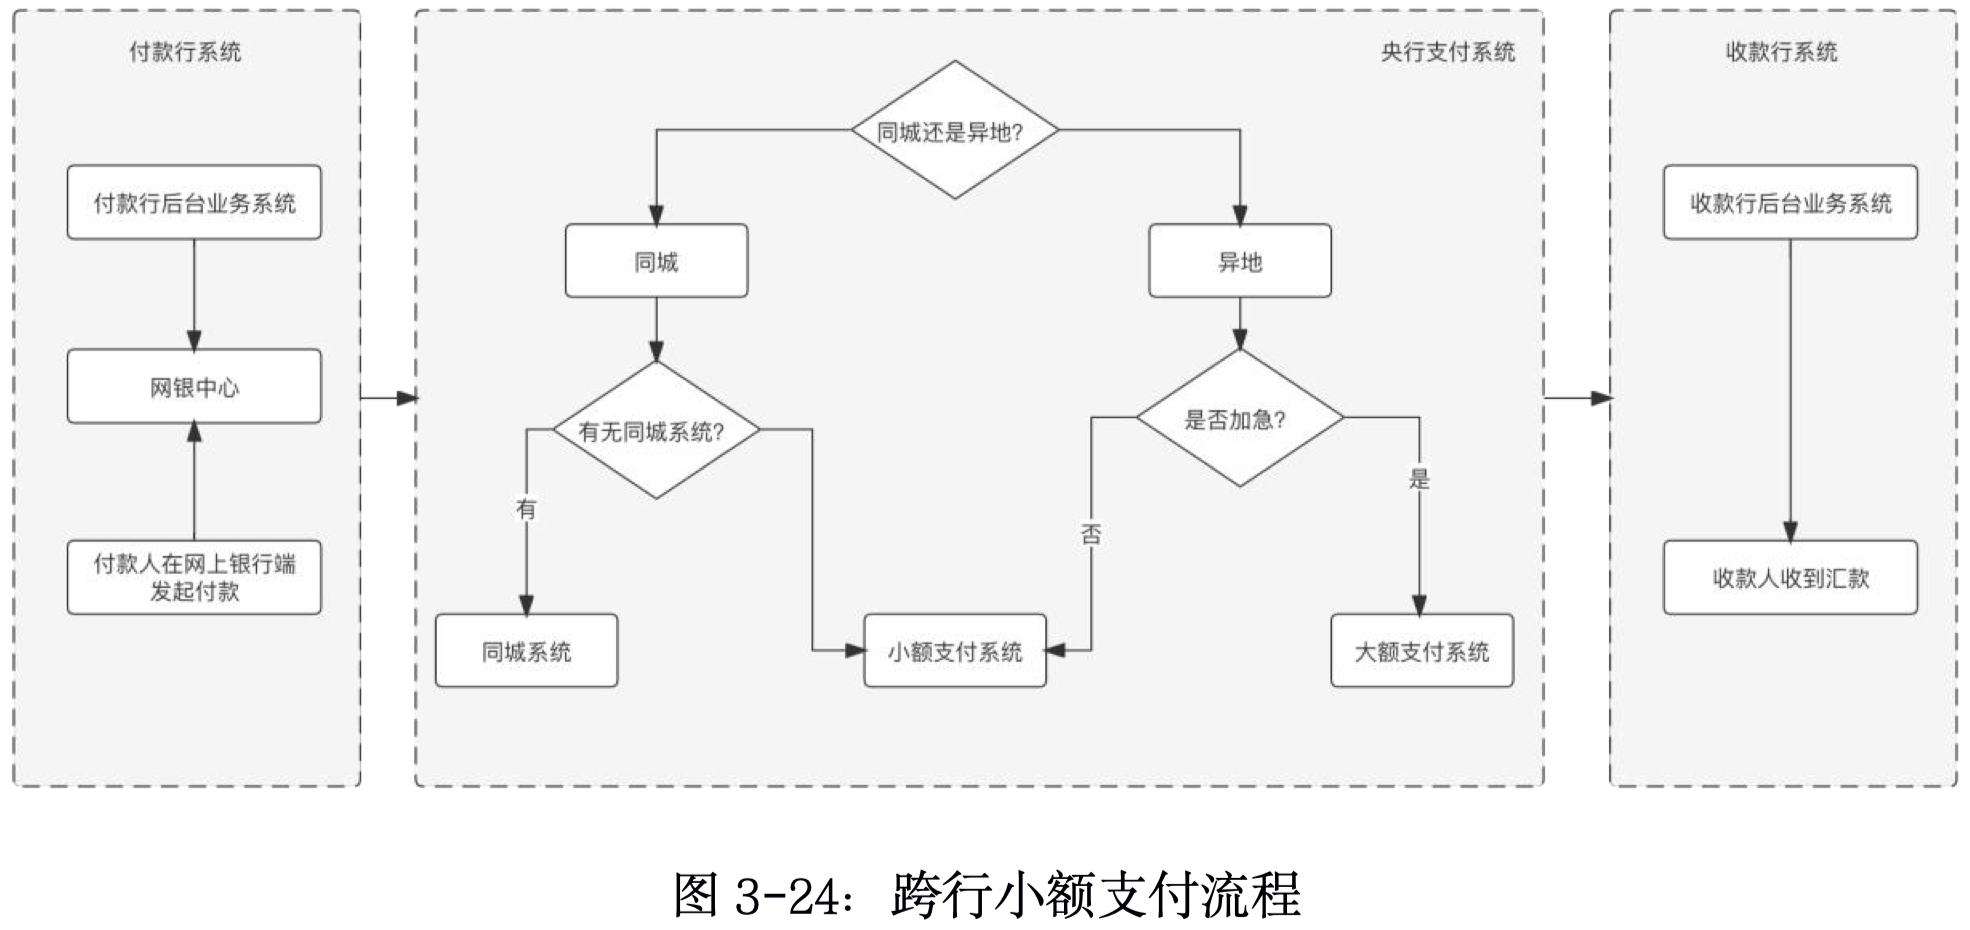 付款行系统
付款行后台业务系统
网银中心
付款人在网上银行端
发起付款
央行支付系统
同城还是异地?
同城
异地
有无同城系统?
是否加急?
有
否
是
同城系统
小额支付系统
大额支付系统
收款行系统
收款行后台业务系统
收款人收到汇款
图 3-24：跨行小额支付流程